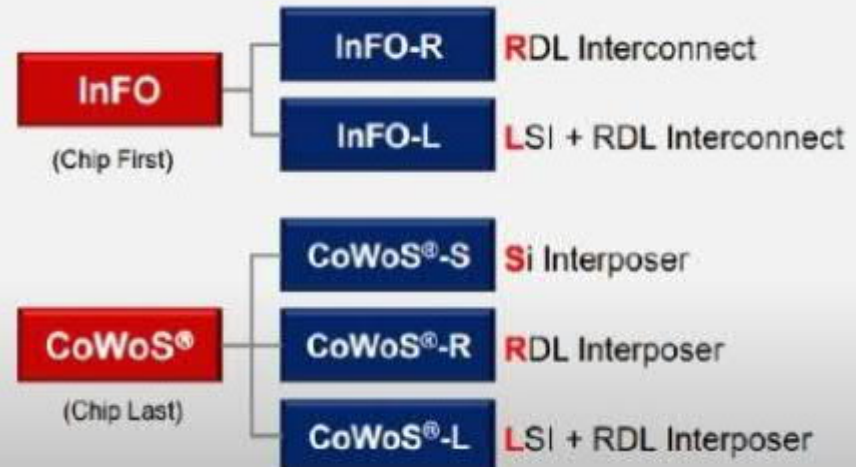 InFO
(Chip First)
InFO-R RDL Interconnect
InFO-L LSI + RDL Interconnect
CoWoS®
(Chip Last)
CoWoS®-S Si Interposer
CoWoS®-R RDL Interposer
CoWoS®-L LSI + RDL Interposer